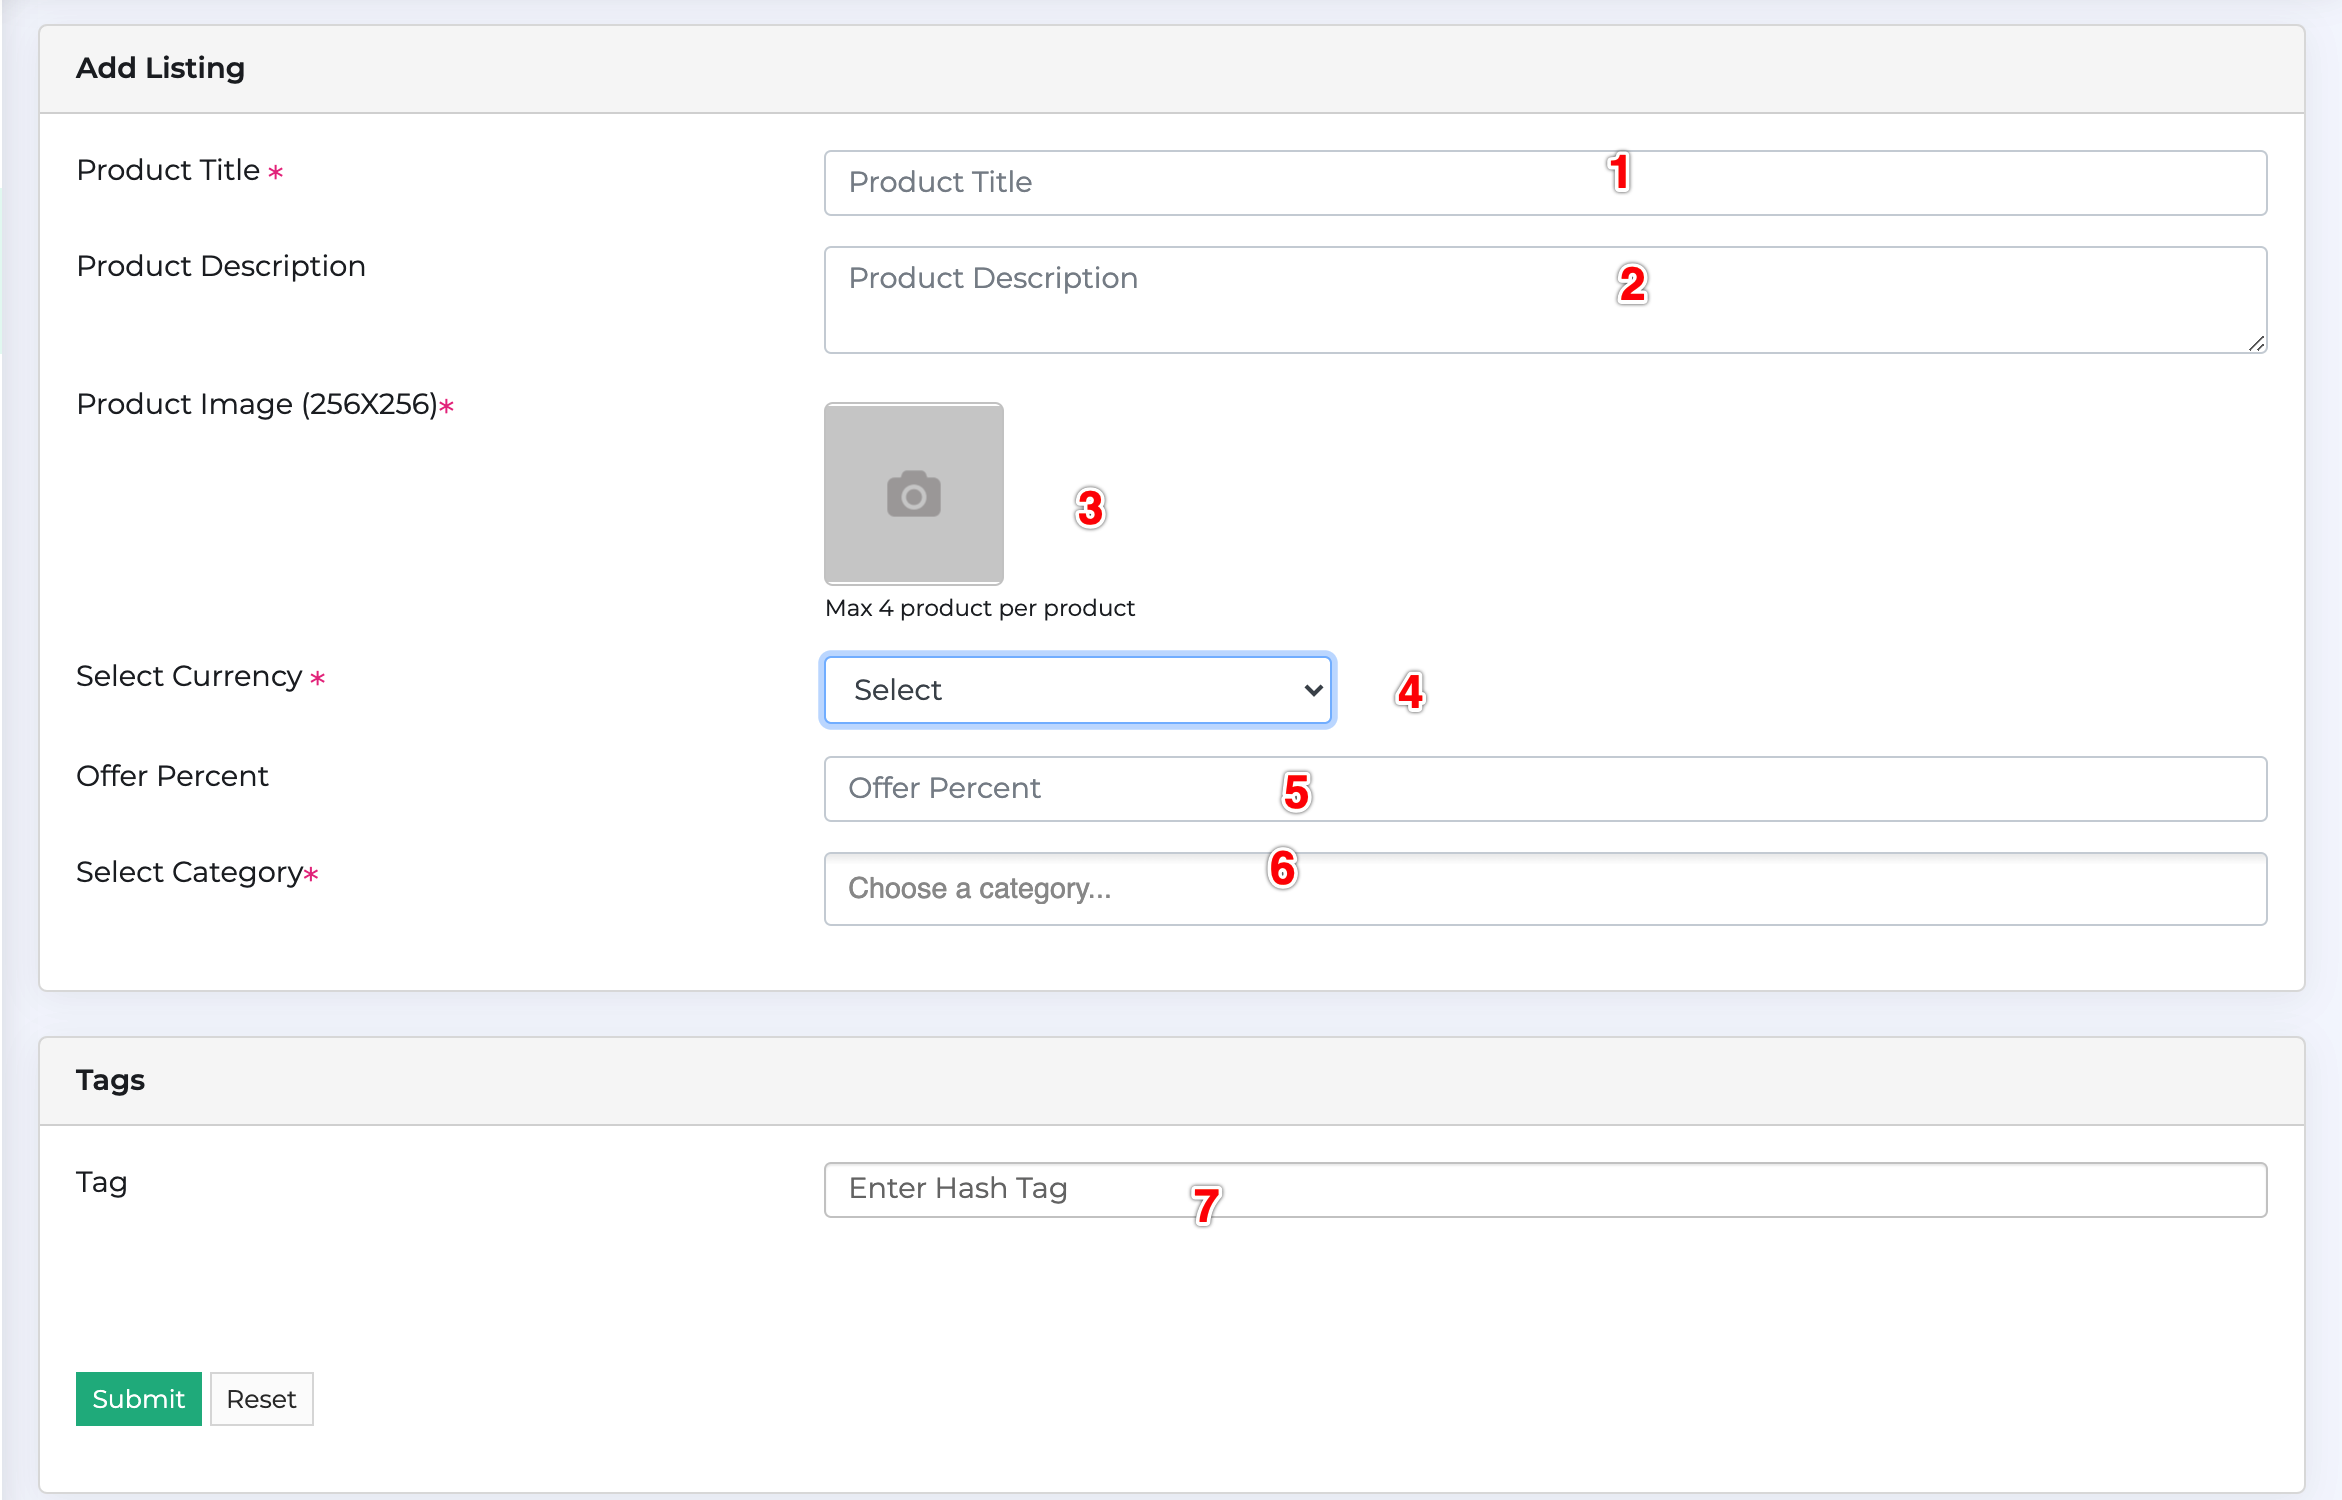 Add Listing
Product Title *
Product Title
1
Product Description
Product Description
2
Product Image (256X256)*
3
Max 4 product per product
Select Currency *
Select
4
Offer Percent
Offer Percent
5
Select Category*
Choose a category...
6
Tags
Tag
Enter Hash Tag
7
Submit
Reset